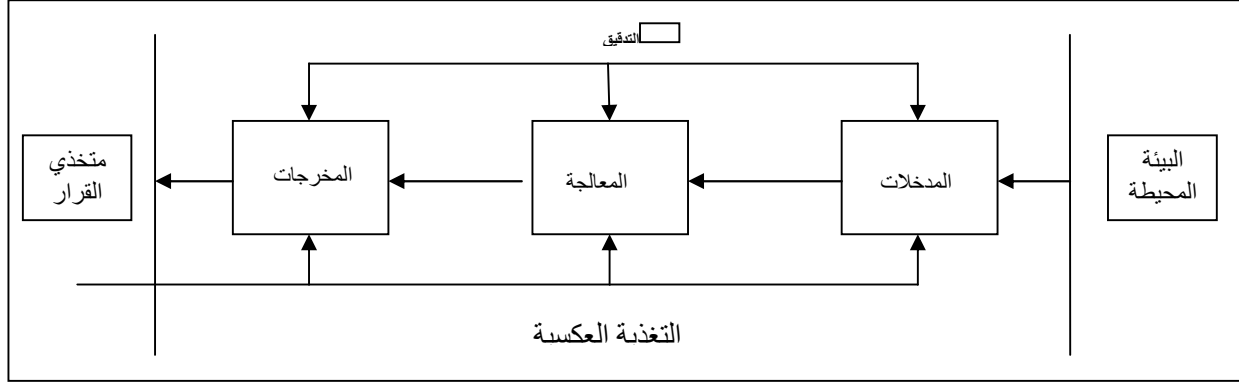 التدقيق
البيئة
المحيطة
المدخلات
المعالجة
المخرجات
متخذي
القرار
التغذية العكسية